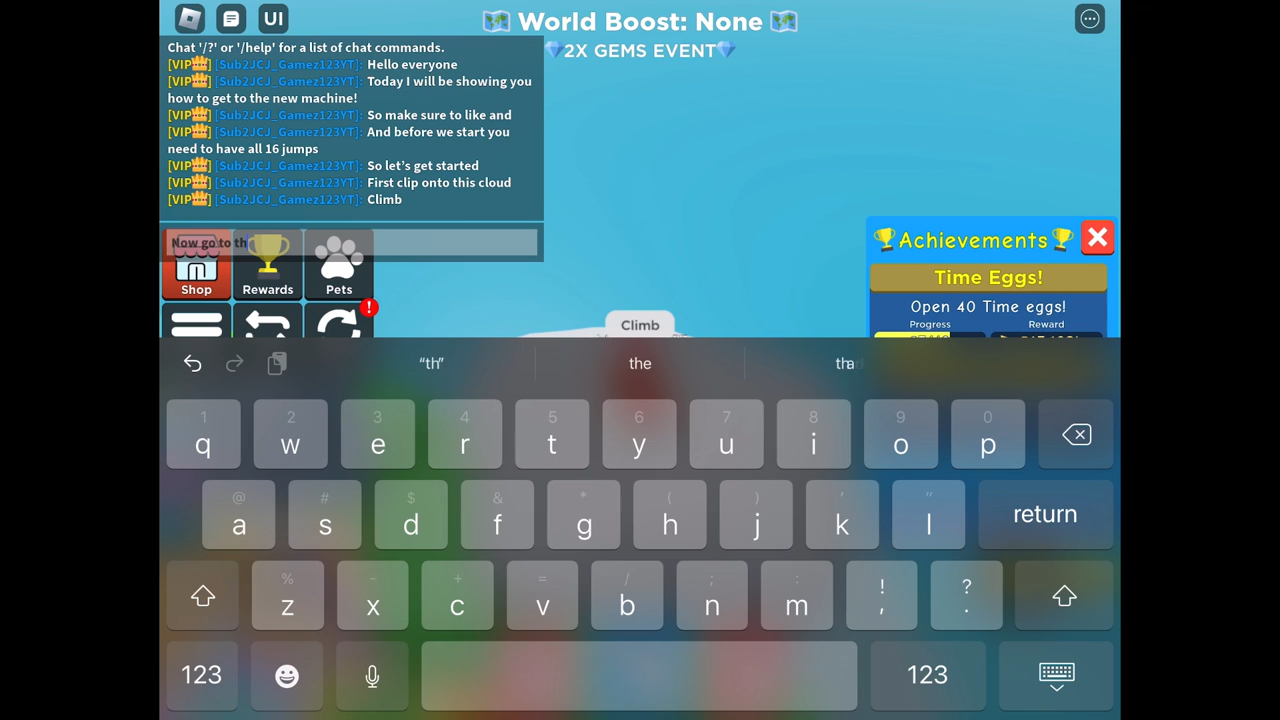 UI
🗺️ World Boost: None 🗺️
💎2X GEMS EVENT💎
Chat '/?' or '/help' for a list of chat commands.
[VIP👑] [Sub2JCJ_Gamez123YT]: Hello everyone
[VIP👑] [Sub2JCJ_Gamez123YT]: Today I will be showing you
how to get to the new machine!
[VIP👑] [Sub2JCJ_Gamez123YT]: So make sure to like and
[VIP👑] [Sub2JCJ_Gamez123YT]: And before we start you
need to have all 16 jumps
[VIP👑] [Sub2JCJ_Gamez123YT]: So let’s get started
[VIP👑] [Sub2JCJ_Gamez123YT]: First clip onto this cloud
[VIP👑] [Sub2JCJ_Gamez123YT]: Climb
Now go to th
Shop Rewards Pets
!
🏆Achievements🏆
Time Eggs!
Open 40 Time eggs!
Progress Reward
Climb
“th” the
1 2 3 4 5 6 7 8 9 0
q w e r t y u i o p
@ # $ & * ( ) ' "
a s d f g h j k l return
% - + = / ; : ! ?
z x c v b n m , .
123 123